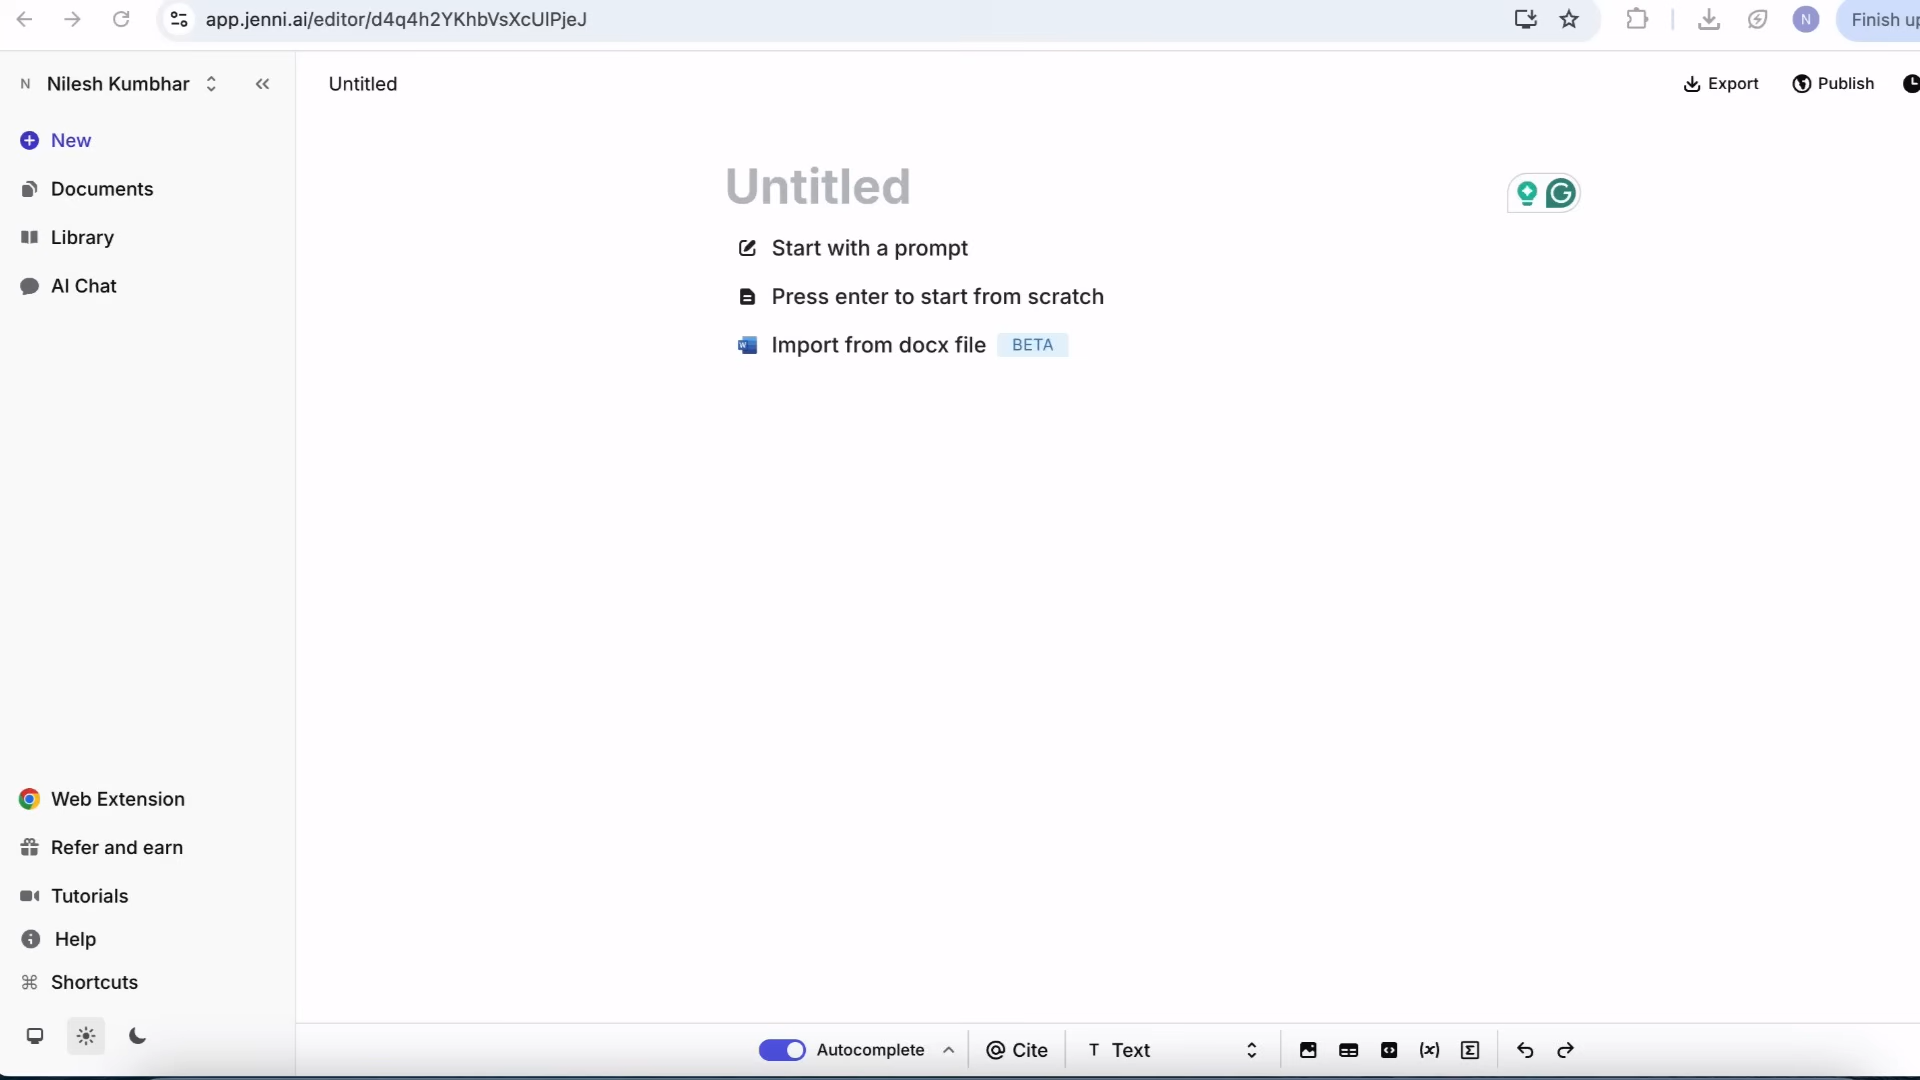 app.jenni.ai/editor/d4q4h2YKhbVsXcUIPjeJ
N
Finish up
N Nilesh Kumbhar
Untitled
Export
Publish
New
Documents
Library
AI Chat
Untitled
Start with a prompt
Press enter to start from scratch
Import from docx file BETA
Web Extension
Refer and earn
Tutorials
Help
Shortcuts
Autocomplete
Cite
T Text
(x)
Σ